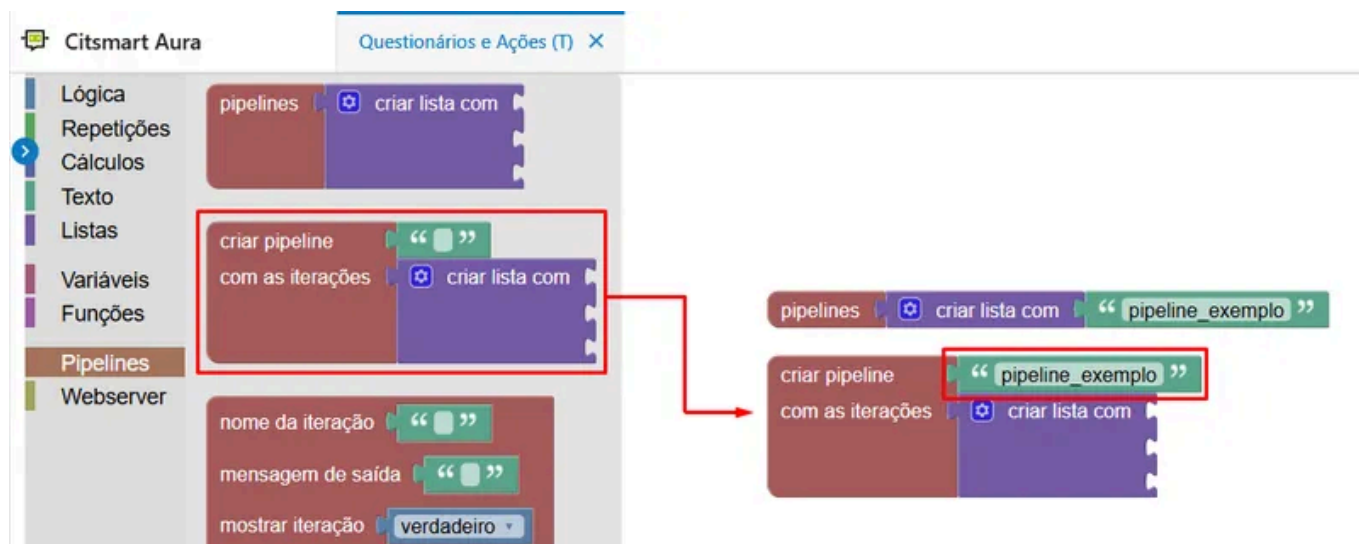 Citsmart Aura
Questionários e Ações (T) ×
Lógica
Repetições
Cálculos
Texto
Listas
Variáveis
Funções
Pipelines
Webserver
pipelines criar lista com
criar pipeline “ ”
com as iterações criar lista com
nome da iteração “ ”
mensagem de saída “ ”
mostrar iteração verdadeiro
pipelines criar lista com “ pipeline_exemplo ”
criar pipeline “ pipeline_exemplo ”
com as iterações criar lista com